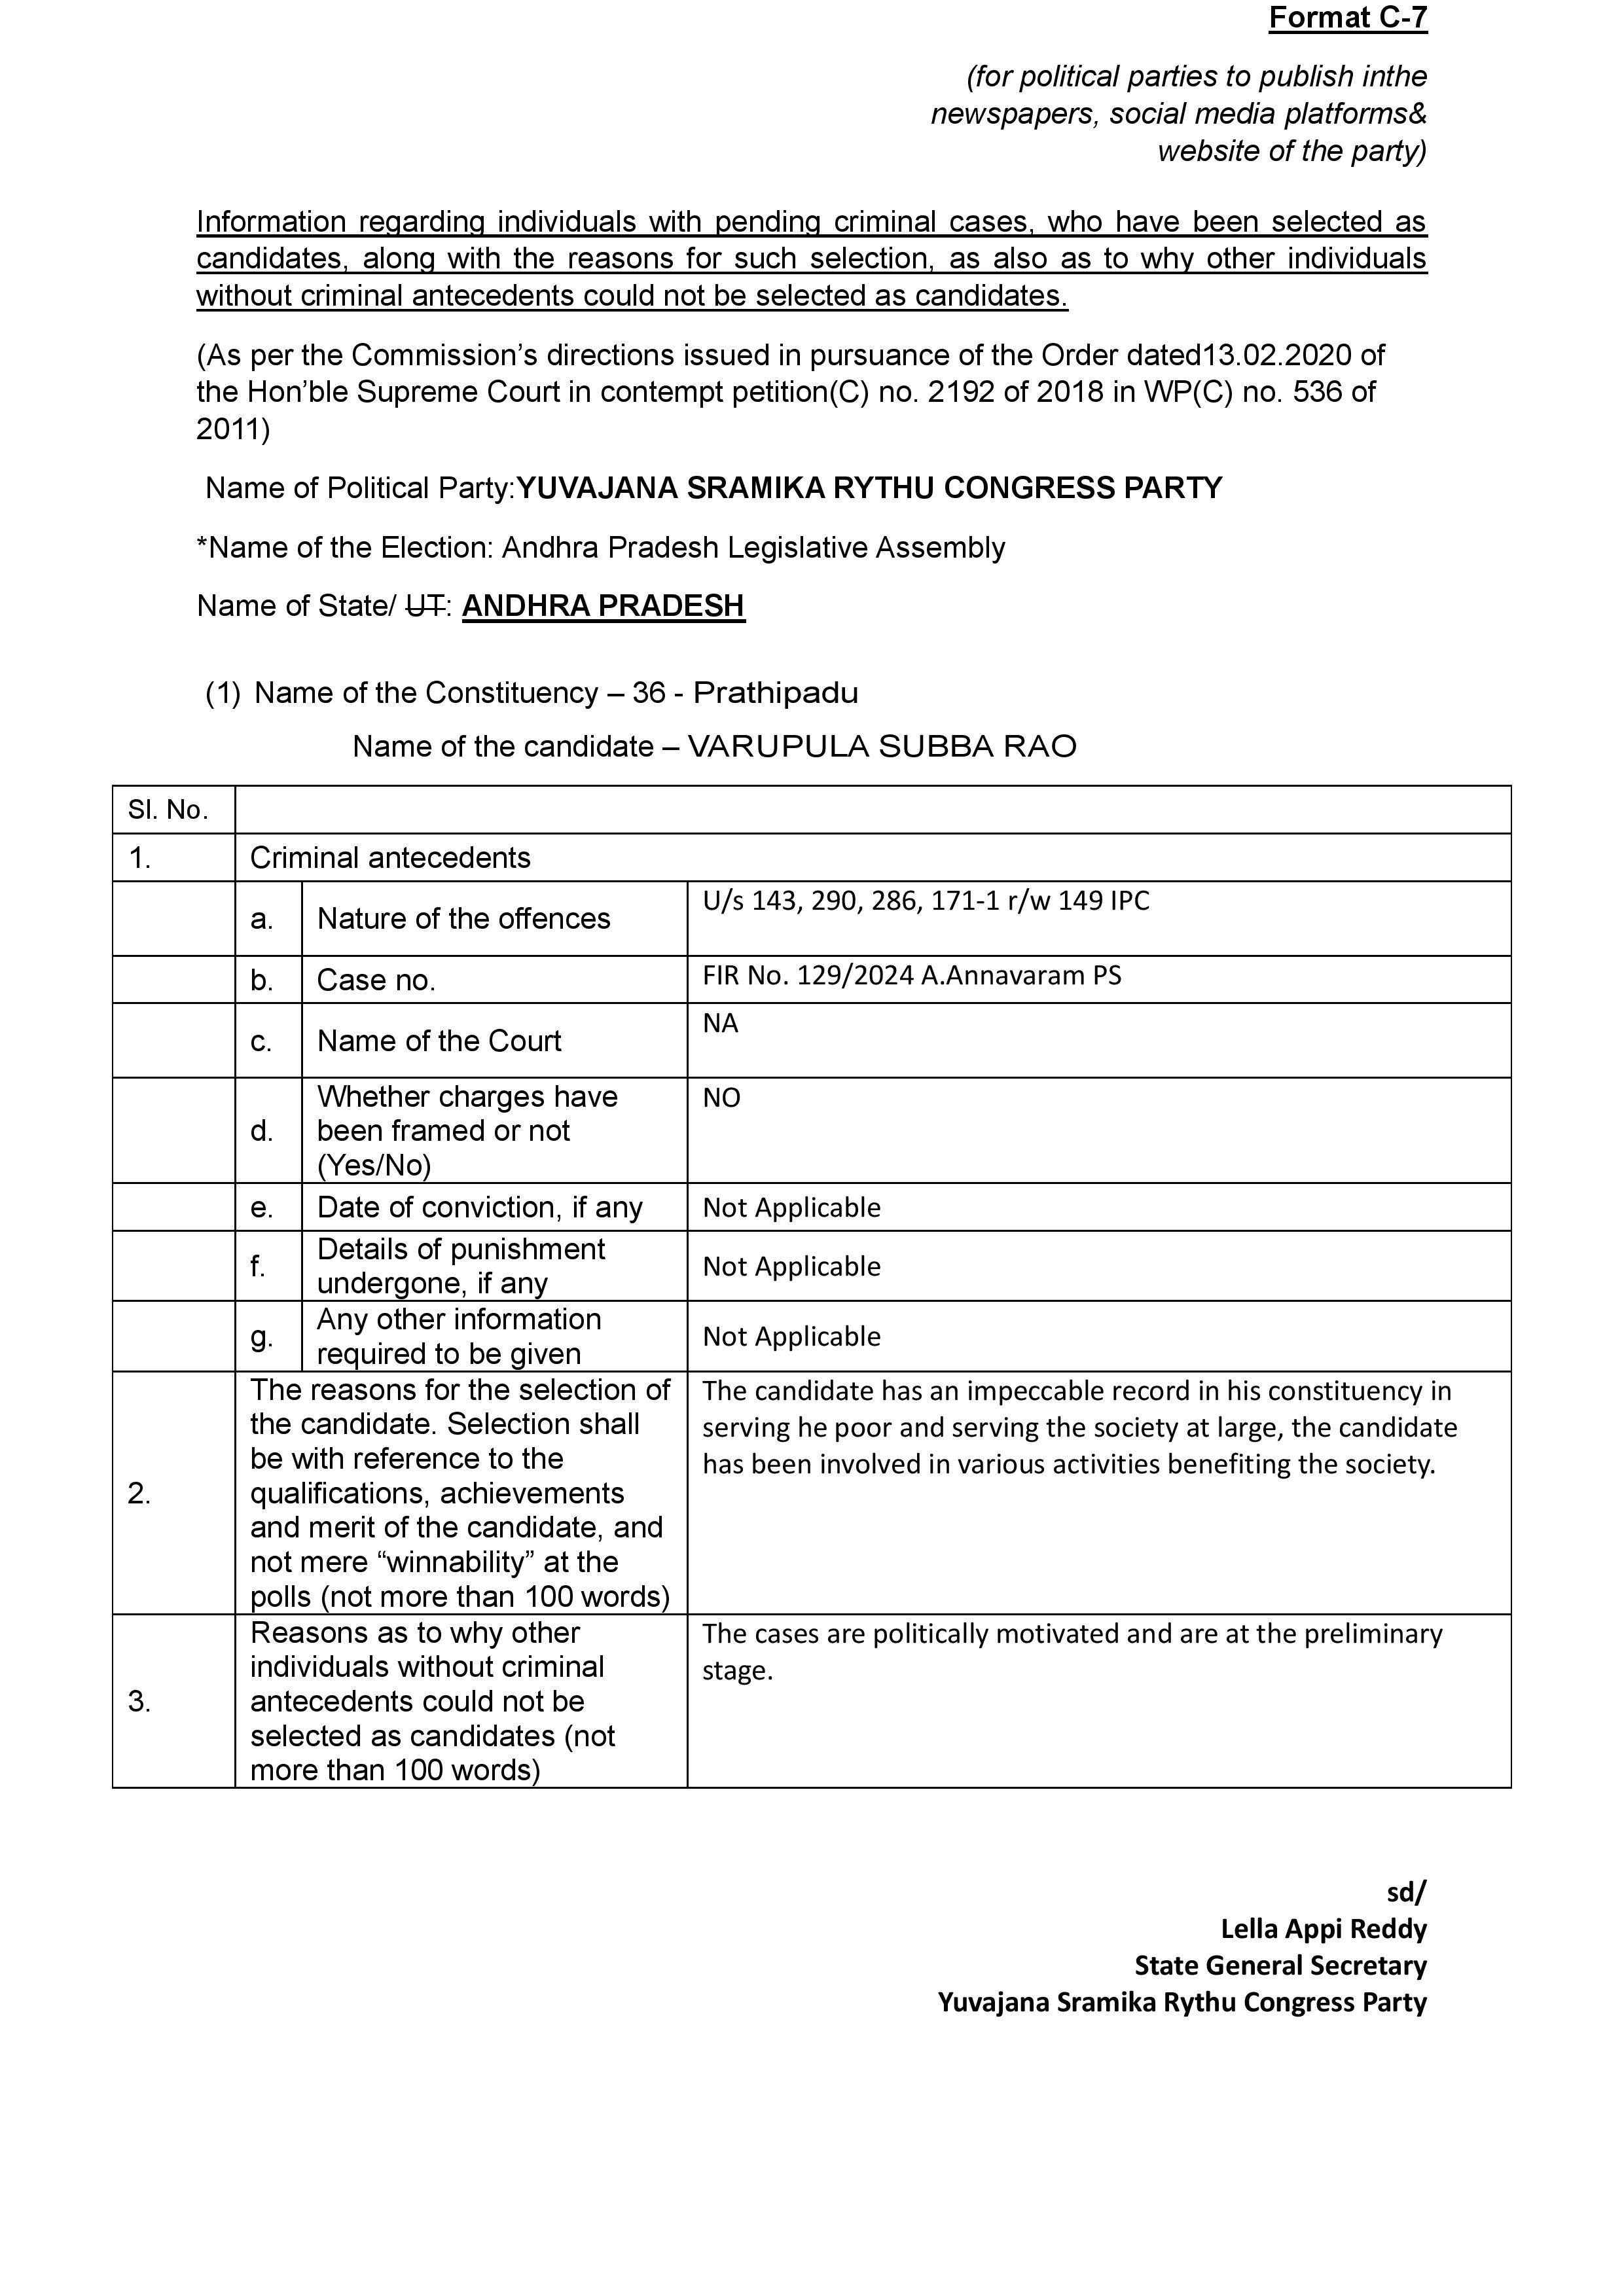 Format C-7
(for political parties to publish inthe
newspapers, social media platforms&
website of the party)
Information regarding individuals with pending criminal cases, who have been selected as
candidates, along with the reasons for such selection, as also as to why other individuals
without criminal antecedents could not be selected as candidates.
(As per the Commission’s directions issued in pursuance of the Order dated13.02.2020 of
the Hon’ble Supreme Court in contempt petition(C) no. 2192 of 2018 in WP(C) no. 536 of
2011)
Name of Political Party:YUVAJANA SRAMIKA RYTHU CONGRESS PARTY
*Name of the Election: Andhra Pradesh Legislative Assembly
Name of State/ UT: ANDHRA PRADESH
(1) Name of the Constituency – 36 - Prathipadu
Name of the candidate – VARUPULA SUBBA RAO
Sl. No.
1. Criminal antecedents
a. Nature of the offences U/s 143, 290, 286, 171-1 r/w 149 IPC
b. Case no. FIR No. 129/2024 A.Annavaram PS
c. Name of the Court NA
d. Whether charges have
been framed or not
(Yes/No)
NO
e. Date of conviction, if any Not Applicable
f. Details of punishment
undergone, if any
Not Applicable
g. Any other information
required to be given
Not Applicable
2. The reasons for the selection of
the candidate. Selection shall
be with reference to the
qualifications, achievements
and merit of the candidate, and
not mere “winnability” at the
polls (not more than 100 words)
The candidate has an impeccable record in his constituency in
serving he poor and serving the society at large, the candidate
has been involved in various activities benefiting the society.
3. Reasons as to why other
individuals without criminal
antecedents could not be
selected as candidates (not
more than 100 words)
The cases are politically motivated and are at the preliminary
stage.
sd/
Lella Appi Reddy
State General Secretary
Yuvajana Sramika Rythu Congress Party